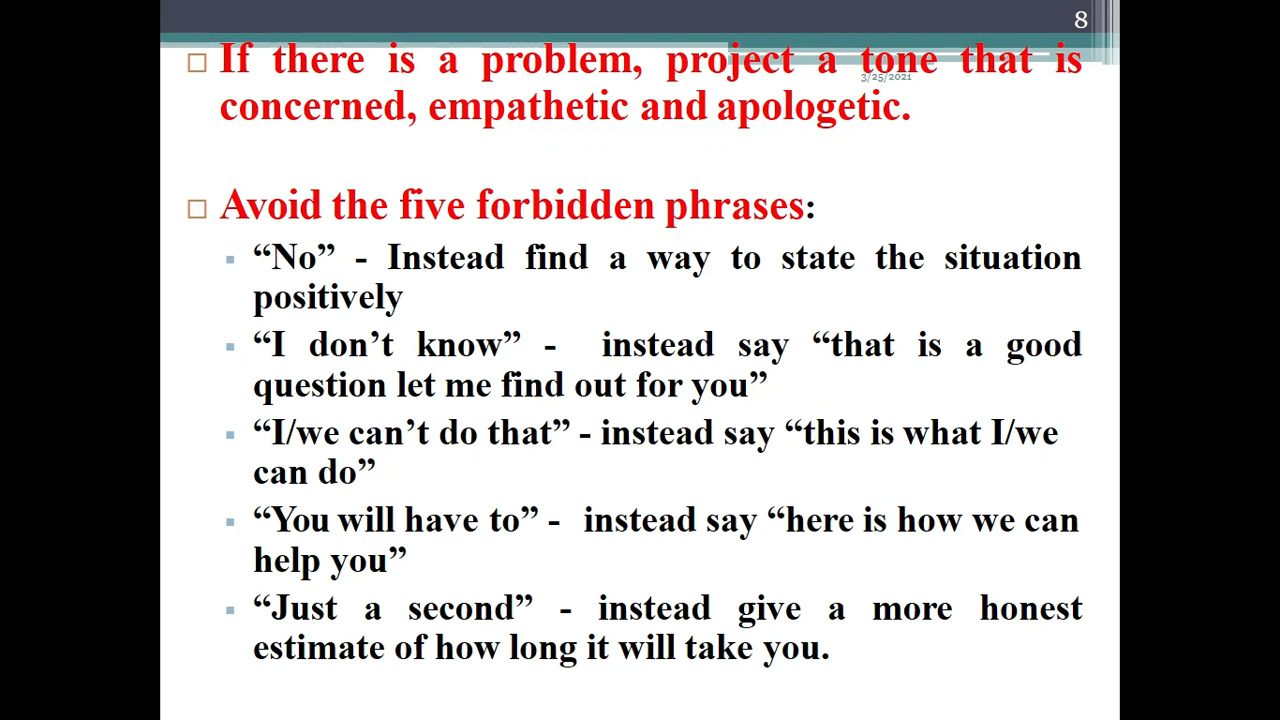 8
If there is a problem, project a tone that is
3/25/2021
concerned, empathetic and apologetic.
Avoid the five forbidden phrases:
“No” - Instead find a way to state the situation
positively
“I don’t know” - instead say “that is a good
question let me find out for you”
“I/we can’t do that” - instead say “this is what I/we
can do”
“You will have to” - instead say “here is how we can
help you”
“Just a second” - instead give a more honest
estimate of how long it will take you.